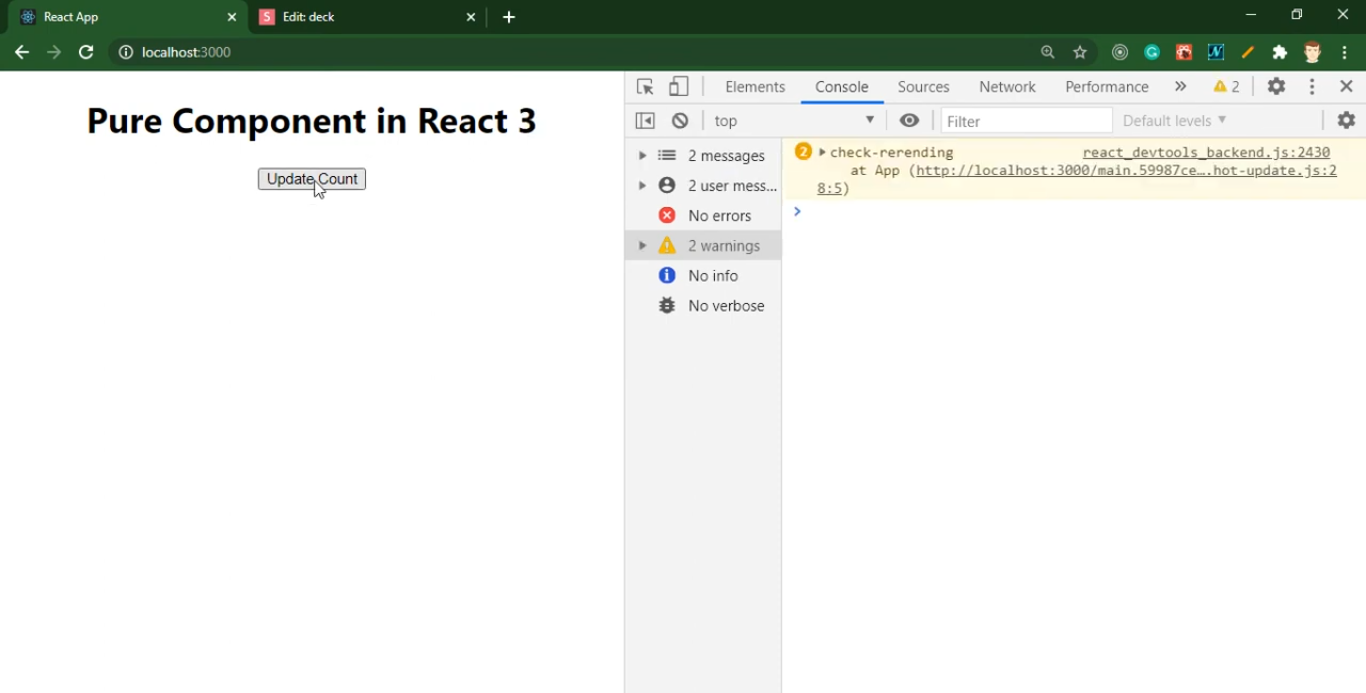 React App
Edit: deck
localhost:3000
Pure Component in React 3
Update Count
Elements Console Sources Network Performance » 2
top Filter Default levels
2 messages
2 user mess...
No errors
2 warnings
No info
No verbose
2 check-rerending react_devtools_backend.js:2430
at App (http://localhost:3000/main.59987ce….hot-update.js:2
8:5)